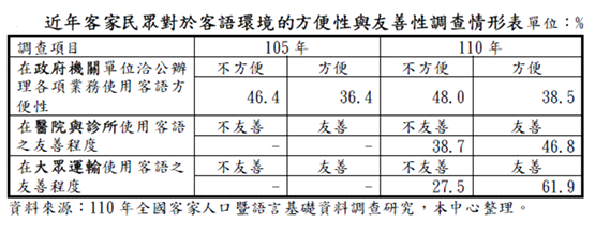 近年客家民眾對於客語環境的方便性與友善性調查情形表單位：%
調查項目 105年 110年
在政府機關單位洽公辦理各項業務使用客語方便性 不方便 方便 不方便 方便
46.4 36.4 48.0 38.5
在醫院與診所使用客語之友善程度 不友善 友善 不友善 友善
– – 38.7 46.8
在大眾運輸使用客語之友善程度 不友善 友善 不友善 友善
– – 27.5 61.9
資料來源：110年全國客家人口暨語言基礎資料調查研究，本中心整理。